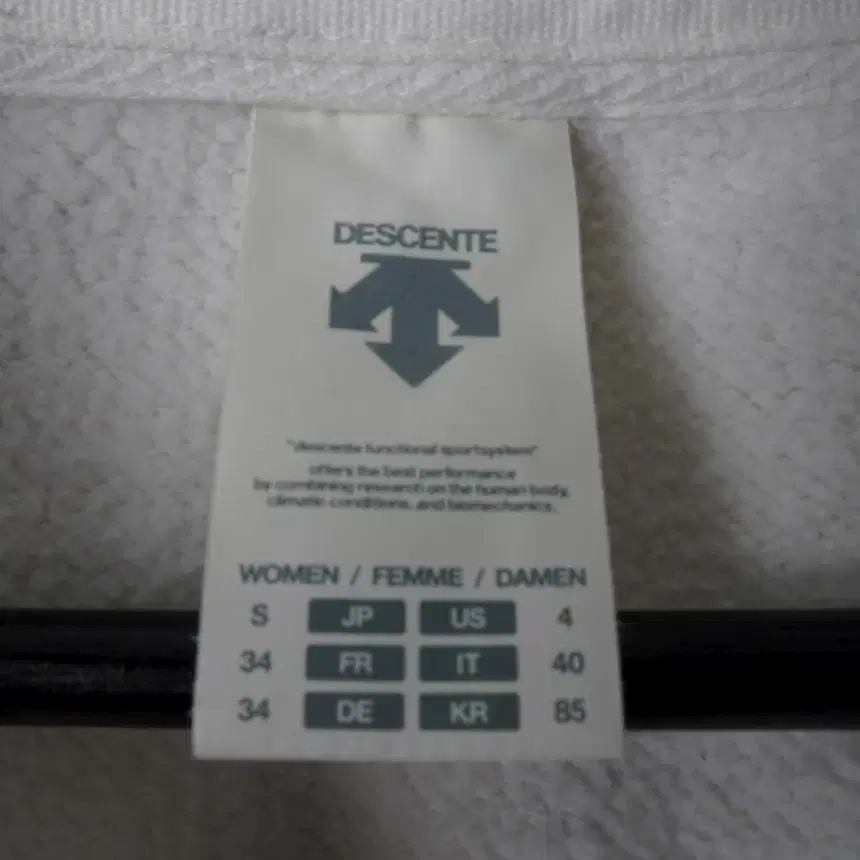 DESCENTE
"descente functional sportsystem"
offers the best performance
by combining research on the human body,
climatic conditions, and biomechanics.
WOMEN / FEMME / DAMEN
S JP US 4
34 FR IT 40
34 DE KR 85